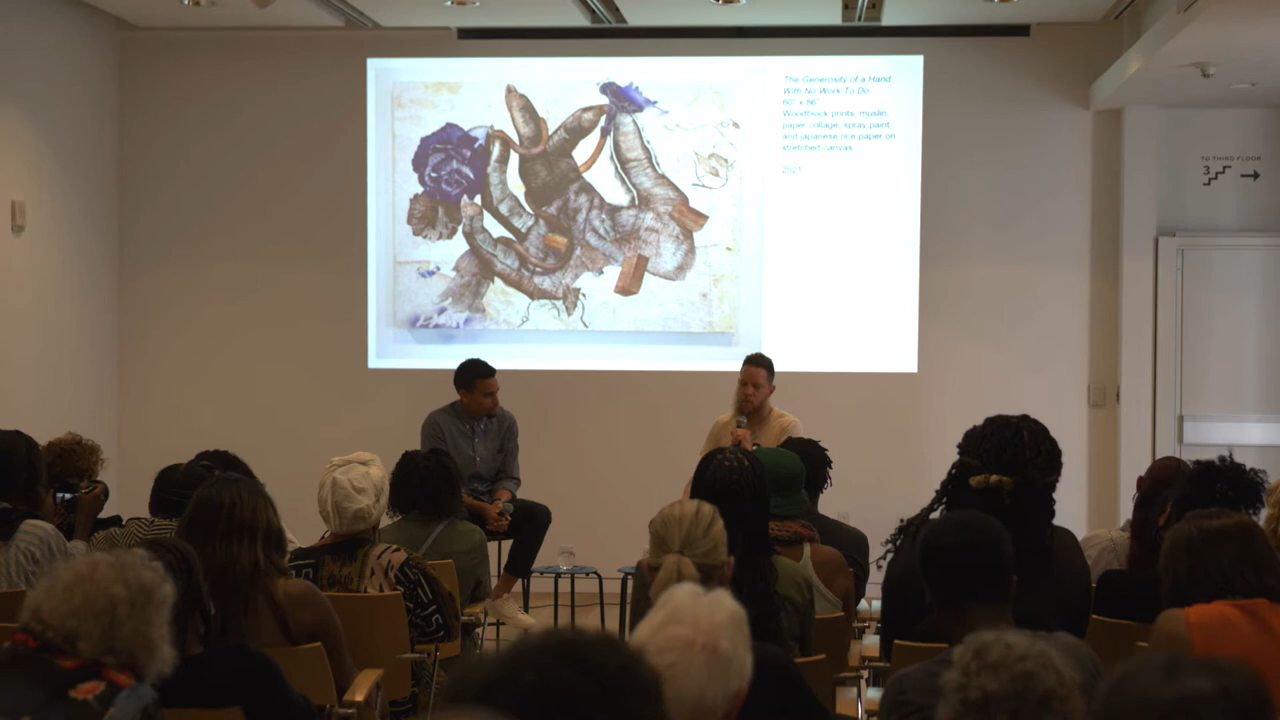 The Generosity of a Hand
With No Work To Do
60" x 86"
Woodblock prints, muslin,
paper collage, spray paint
and japanese rice paper on
stretched canvas
2021
TO THIRD FLOOR
3